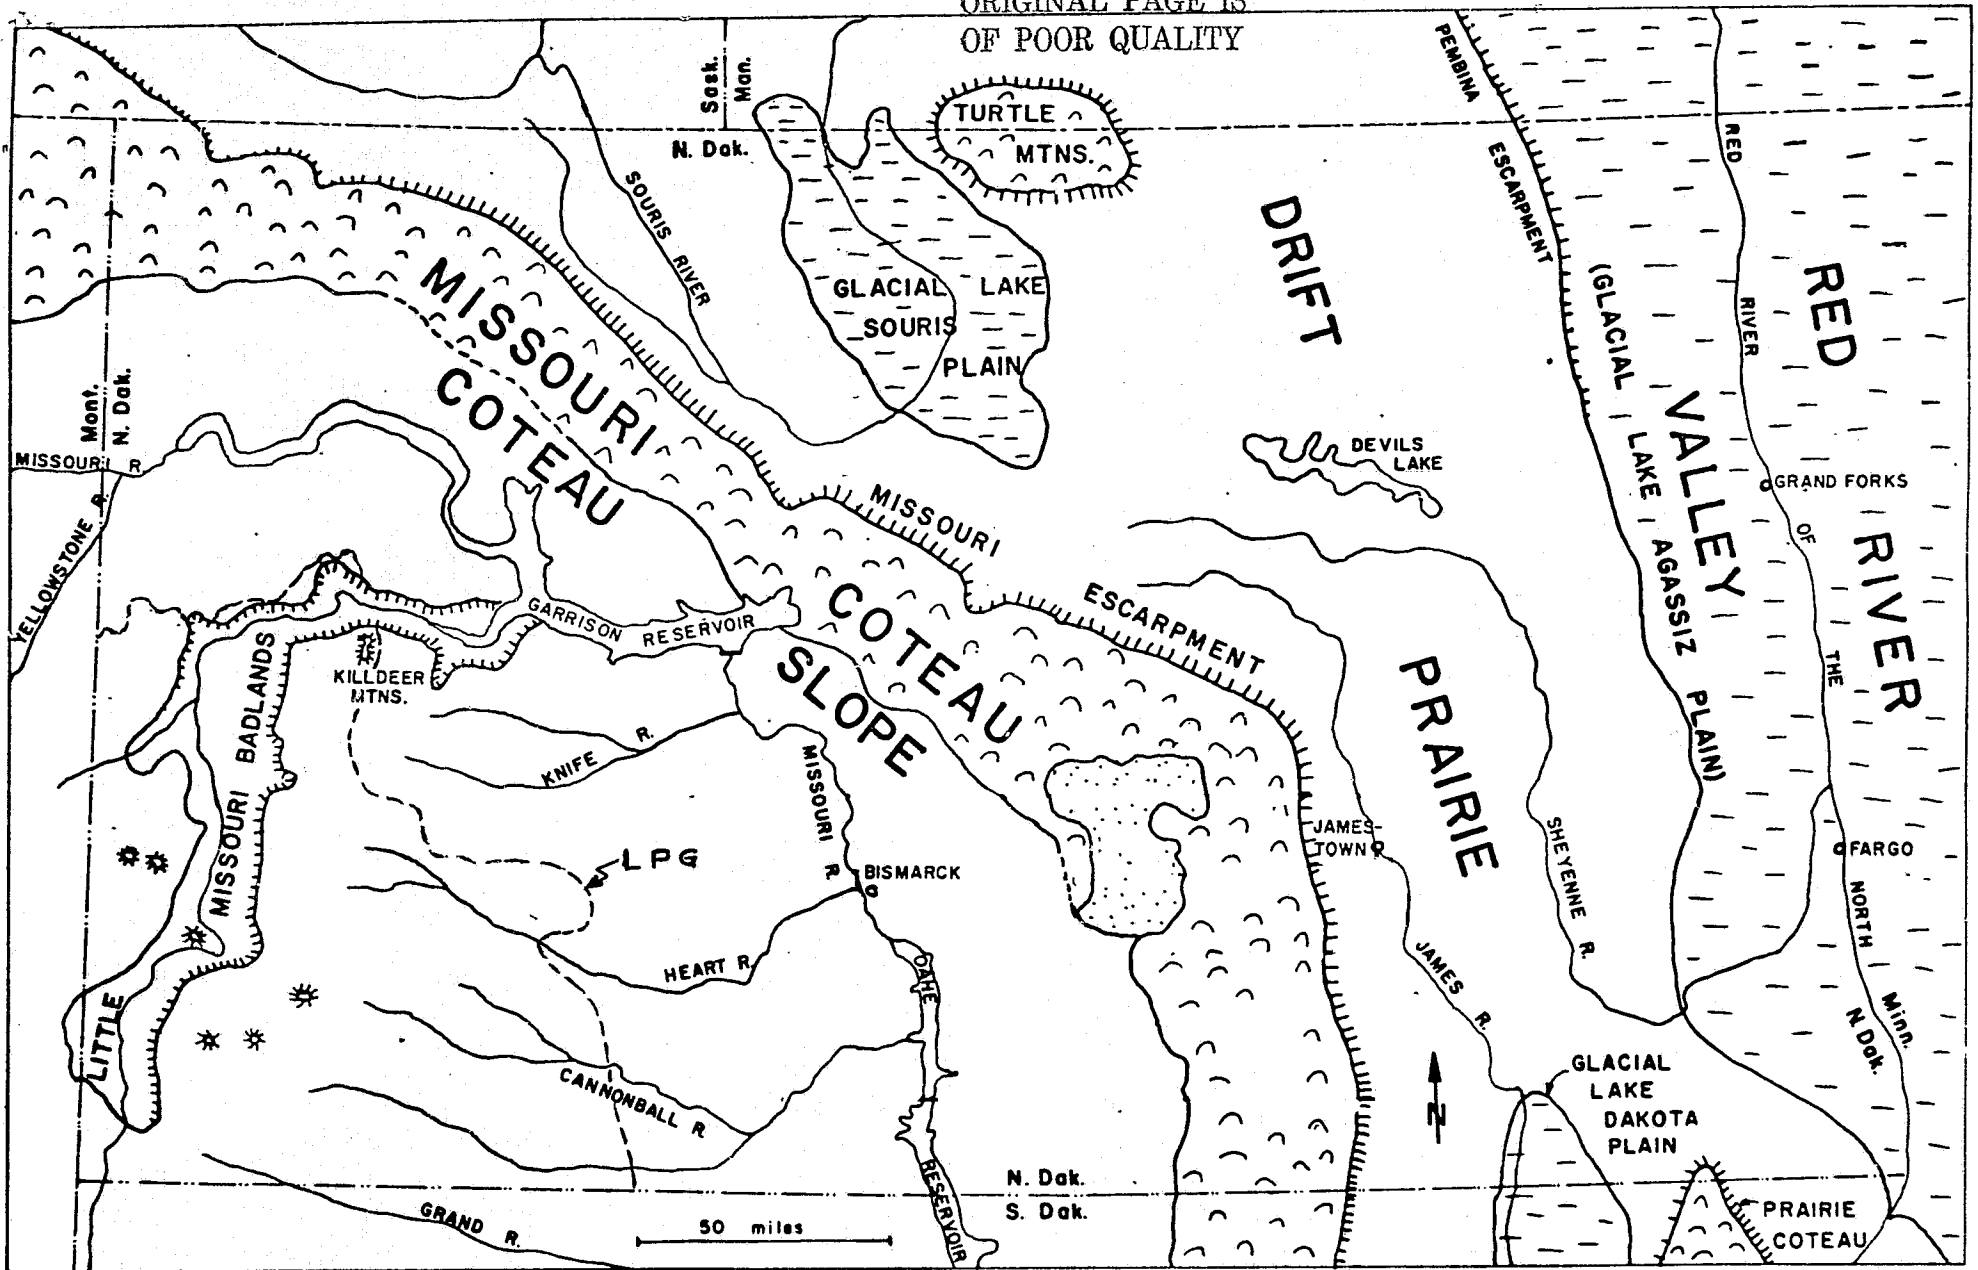 ORIGINAL PAGE IS
OF POOR QUALITY
Sask.
Man.
N. Dak.
TURTLE
MTNS.
PEMBINA
ESCARPMENT
RED
RIVER
OF
THE
NORTH
SOURIS
RIVER
GLACIAL LAKE
SOURIS
PLAIN
DRIFT
PRAIRIE
(GLACIAL LAKE AGASSIZ PLAIN)
RED
RIVER
VALLEY
MISSOURI
COTEAU
Mont.
N. Dak.
MISSOURI R.
YELLOWSTONE R.
DEVILS
LAKE
GRAND FORKS
MISSOURI
ESCARPMENT
COTEAU
SLOPE
GARRISON RESERVOIR
KILLDEER
MTNS.
LITTLE
MISSOURI
BADLANDS
KNIFE R.
MISSOURI R.
LPG
BISMARCK
HEART R.
JAMES-
TOWN
SHEYENNE R.
FARGO
JAMES R.
OAHE
RESERVOIR
CANNONBALL R.
GRAND R.
N
GLACIAL
LAKE
DAKOTA
PLAIN
Minn.
N. Dak.
N. Dak.
S. Dak.
50 miles
PRAIRIE
COTEAU